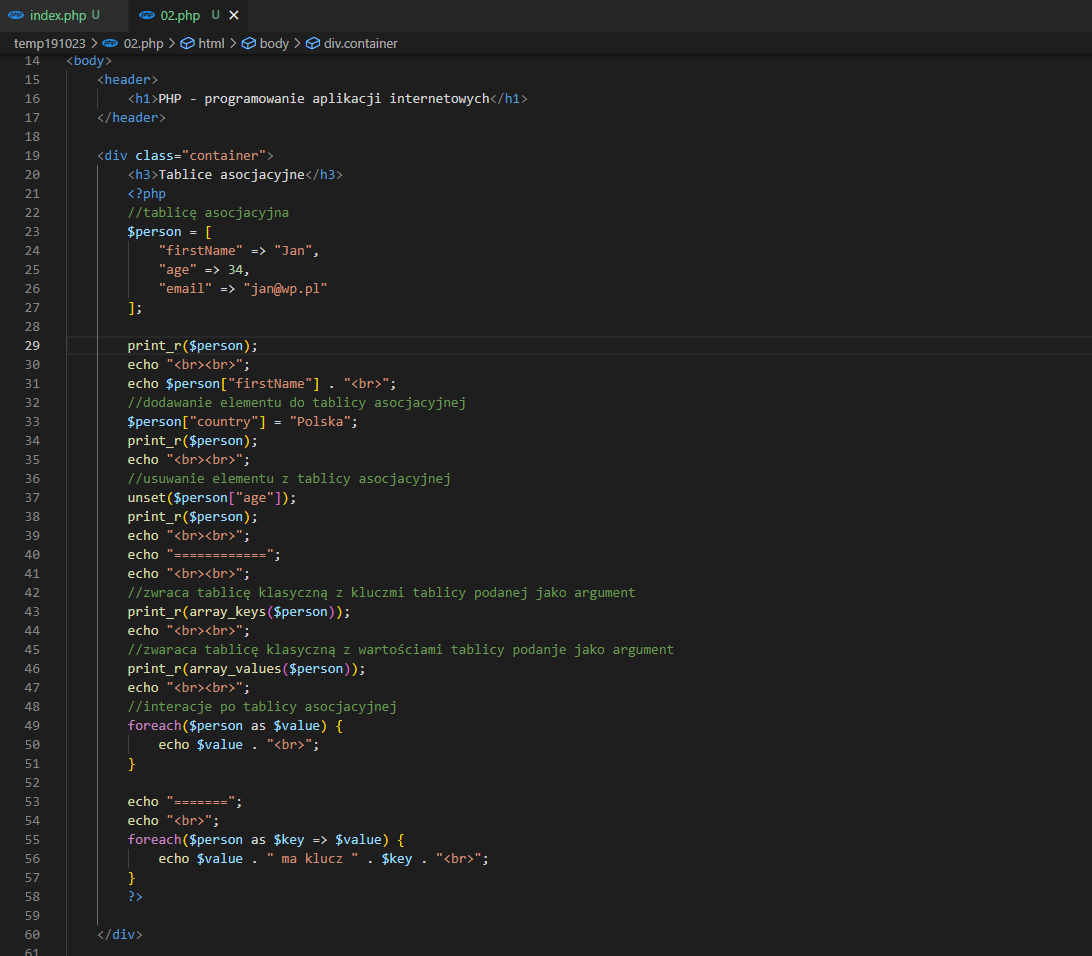 index.php U
02.php U
temp191023 > 02.php > html > body > div.container
14 <body>
15 <header>
16 <h1>PHP - programowanie aplikacji internetowych</h1>
17 </header>
18
19 <div class="container">
20 <h3>Tablice asocjacyjne</h3>
21 <?php
22 //tablicę asocjacyjna
23 $person = [
24 "firstName" => "Jan",
25 "age" => 34,
26 "email" => "jan@wp.pl"
27 ];
28
29 print_r($person);
30 echo "<br><br>";
31 echo $person["firstName"] . "<br>";
32 //dodawanie elementu do tablicy asocjacyjnej
33 $person["country"] = "Polska";
34 print_r($person);
35 echo "<br><br>";
36 //usuwanie elementu z tablicy asocjacyjnej
37 unset($person["age"]);
38 print_r($person);
39 echo "<br><br>";
40 echo "============";
41 echo "<br><br>";
42 //zwraca tablicę klasyczną z kluczmi tablicy podanej jako argument
43 print_r(array_keys($person));
44 echo "<br><br>";
45 //zwaraca tablicę klasyczną z wartościami tablicy podanje jako argument
46 print_r(array_values($person));
47 echo "<br><br>";
48 //interacje po tablicy asocjacyjnej
49 foreach($person as $value) {
50 echo $value . "<br>";
51 }
52
53 echo "=======";
54 echo "<br>";
55 foreach($person as $key => $value) {
56 echo $value . " ma klucz " . $key . "<br>";
57 }
58 ?>
59
60 </div>
61